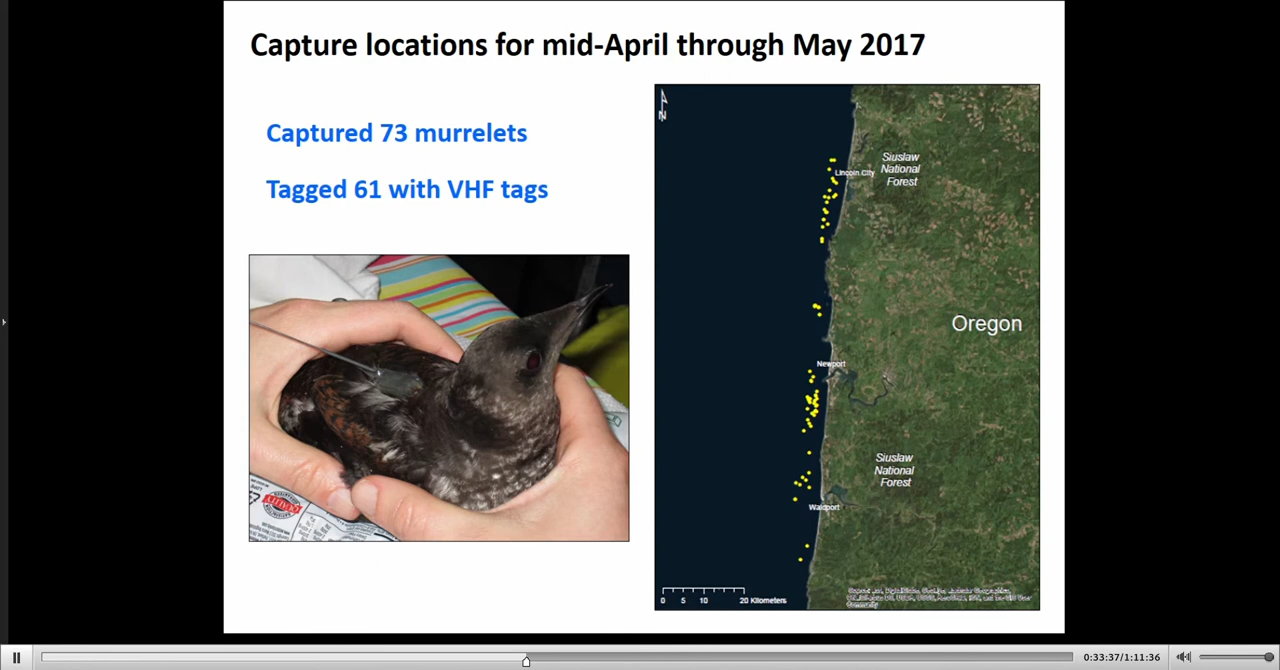 Capture locations for mid-April through May 2017
Captured 73 murrelets
Tagged 61 with VHF tags
N
Lincoln City
Siuslaw
National
Forest
Oregon
Newport
Siuslaw
National
Forest
Waldport
0 5 10 20 Kilometers
Community
0:33:37/1:11:36